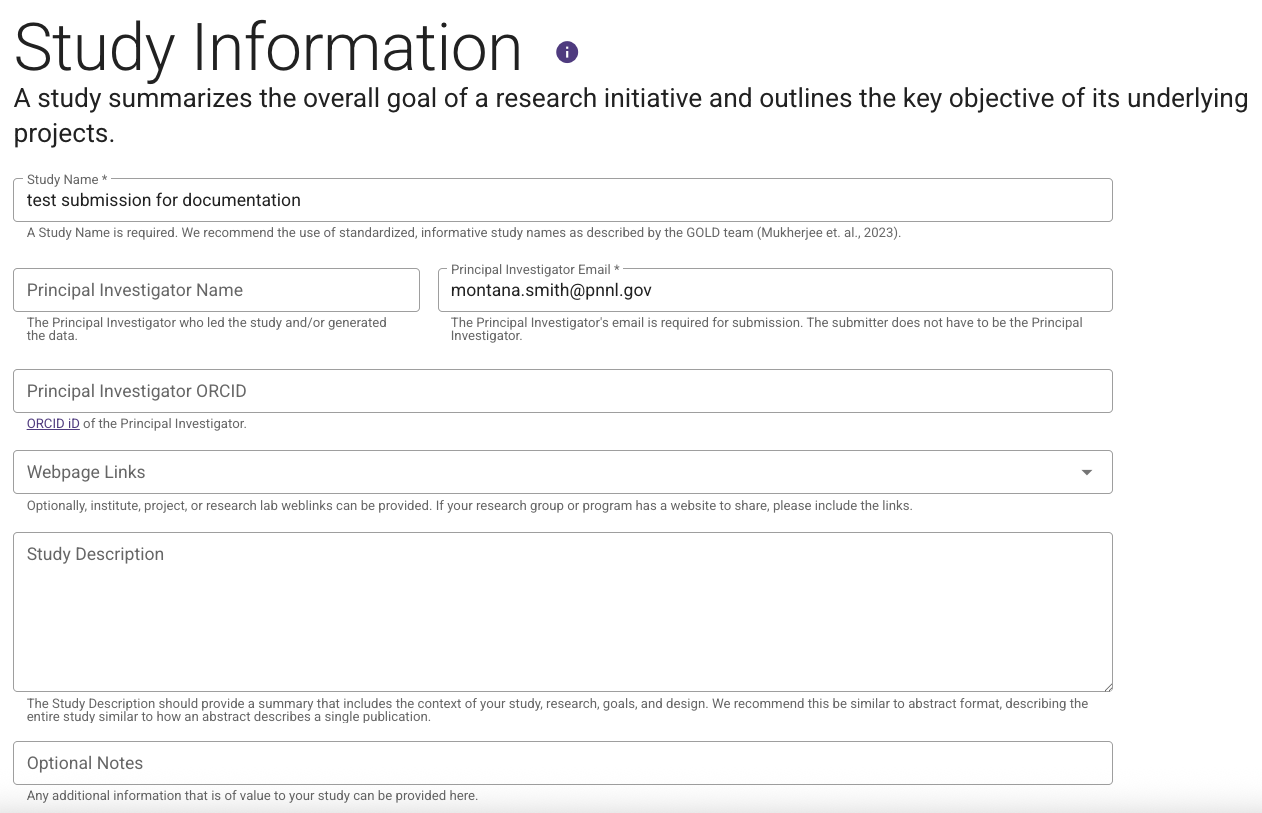 Study Information
A study summarizes the overall goal of a research initiative and outlines the key objective of its underlying
projects.
Study Name *
test submission for documentation
A Study Name is required. We recommend the use of standardized, informative study names as described by the GOLD team (Mukherjee et. al., 2023).
Principal Investigator Name
The Principal Investigator who led the study and/or generated
the data.
Principal Investigator Email *
montana.smith@pnnl.gov
The Principal Investigator's email is required for submission. The submitter does not have to be the Principal
Investigator.
Principal Investigator ORCID
ORCID iD of the Principal Investigator.
Webpage Links
Optionally, institute, project, or research lab weblinks can be provided. If your research group or program has a website to share, please include the links.
Study Description
The Study Description should provide a summary that includes the context of your study, research, goals, and design. We recommend this be similar to abstract format, describing the
entire study similar to how an abstract describes a single publication.
Optional Notes
Any additional information that is of value to your study can be provided here.